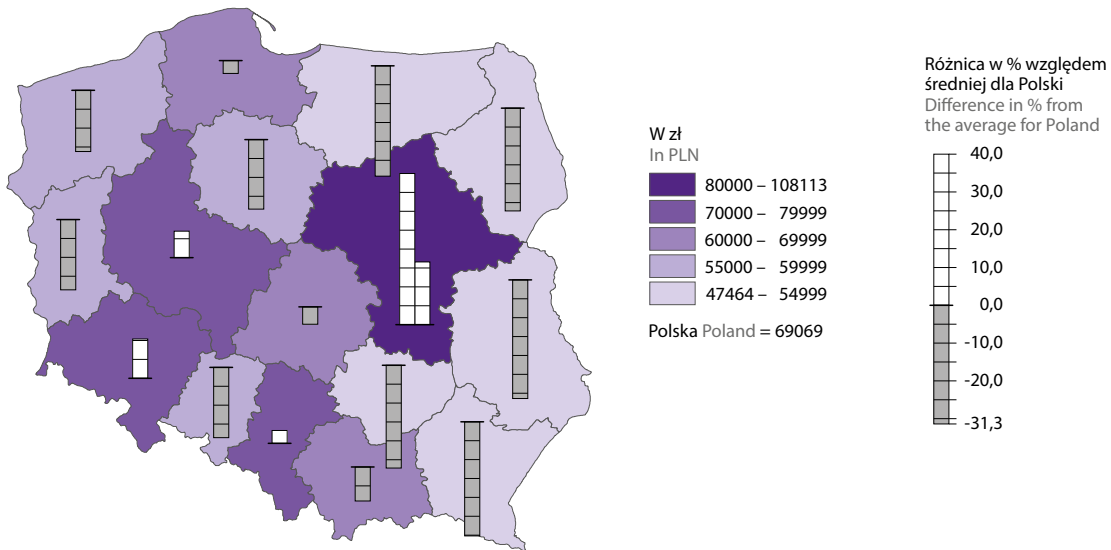 W zł
In PLN
80000 – 108113
70000 – 79999
60000 – 69999
55000 – 59999
47464 – 54999
Polska Poland = 69069
Różnica w % względem
średniej dla Polski
Difference in % from
the average for Poland
40,0
30,0
20,0
10,0
0,0
-10,0
-20,0
-31,3